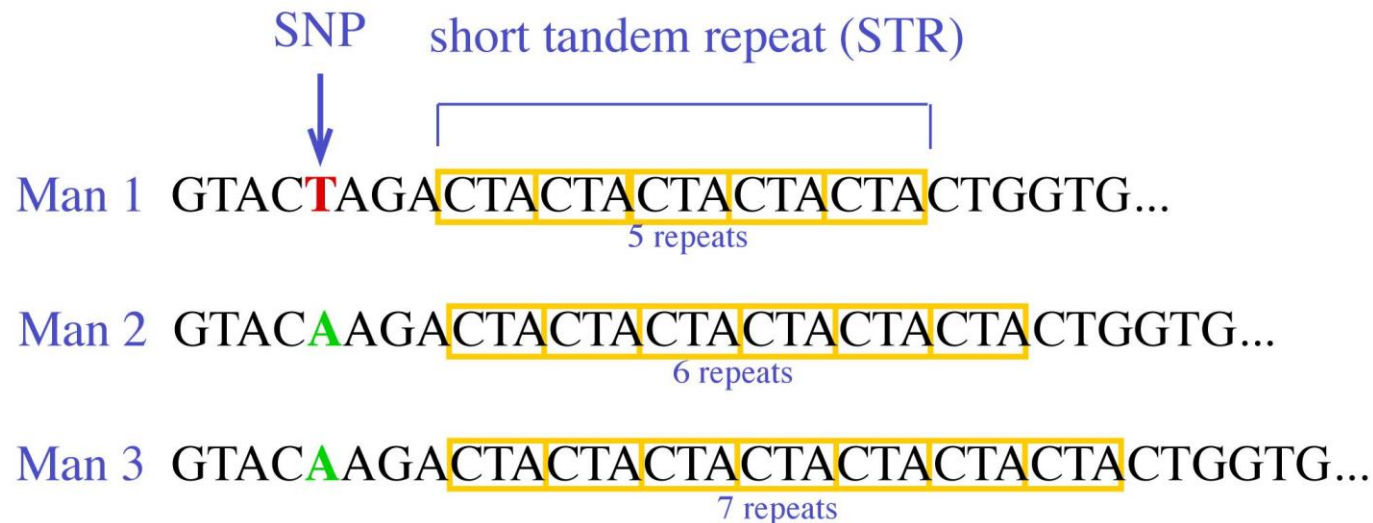 SNP short tandem repeat (STR)
Man 1 GTACTAGACTACTACTACTACTACTGGTG...
5 repeats
Man 2 GTACAAGACTACTACTACTACTACTACTGGTG...
6 repeats
Man 3 GTACAAGACTACTACTACTACTACTACTACTGGTG...
7 repeats